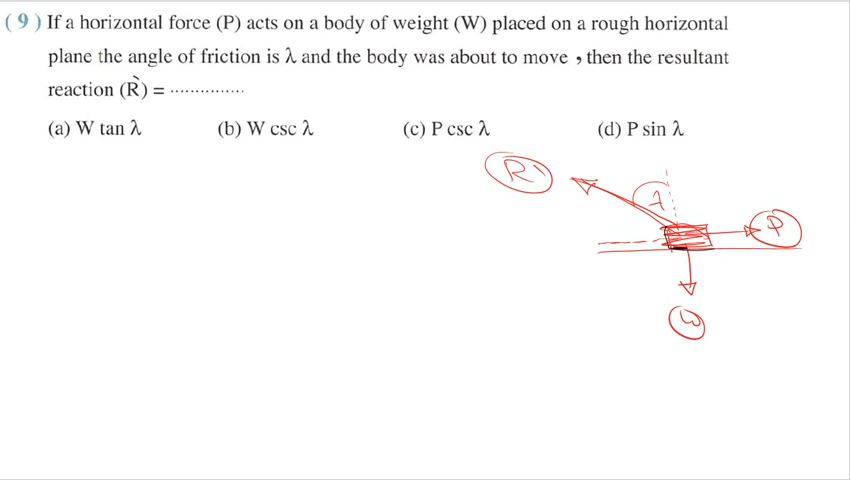 ( 9 ) If a horizontal force (P) acts on a body of weight (W) placed on a rough horizontal
plane the angle of friction is λ and the body was about to move , then the resultant
reaction (R̀) = ...............
(a) W tan λ (b) W csc λ (c) P csc λ (d) P sin λ
R'
λ
P
W